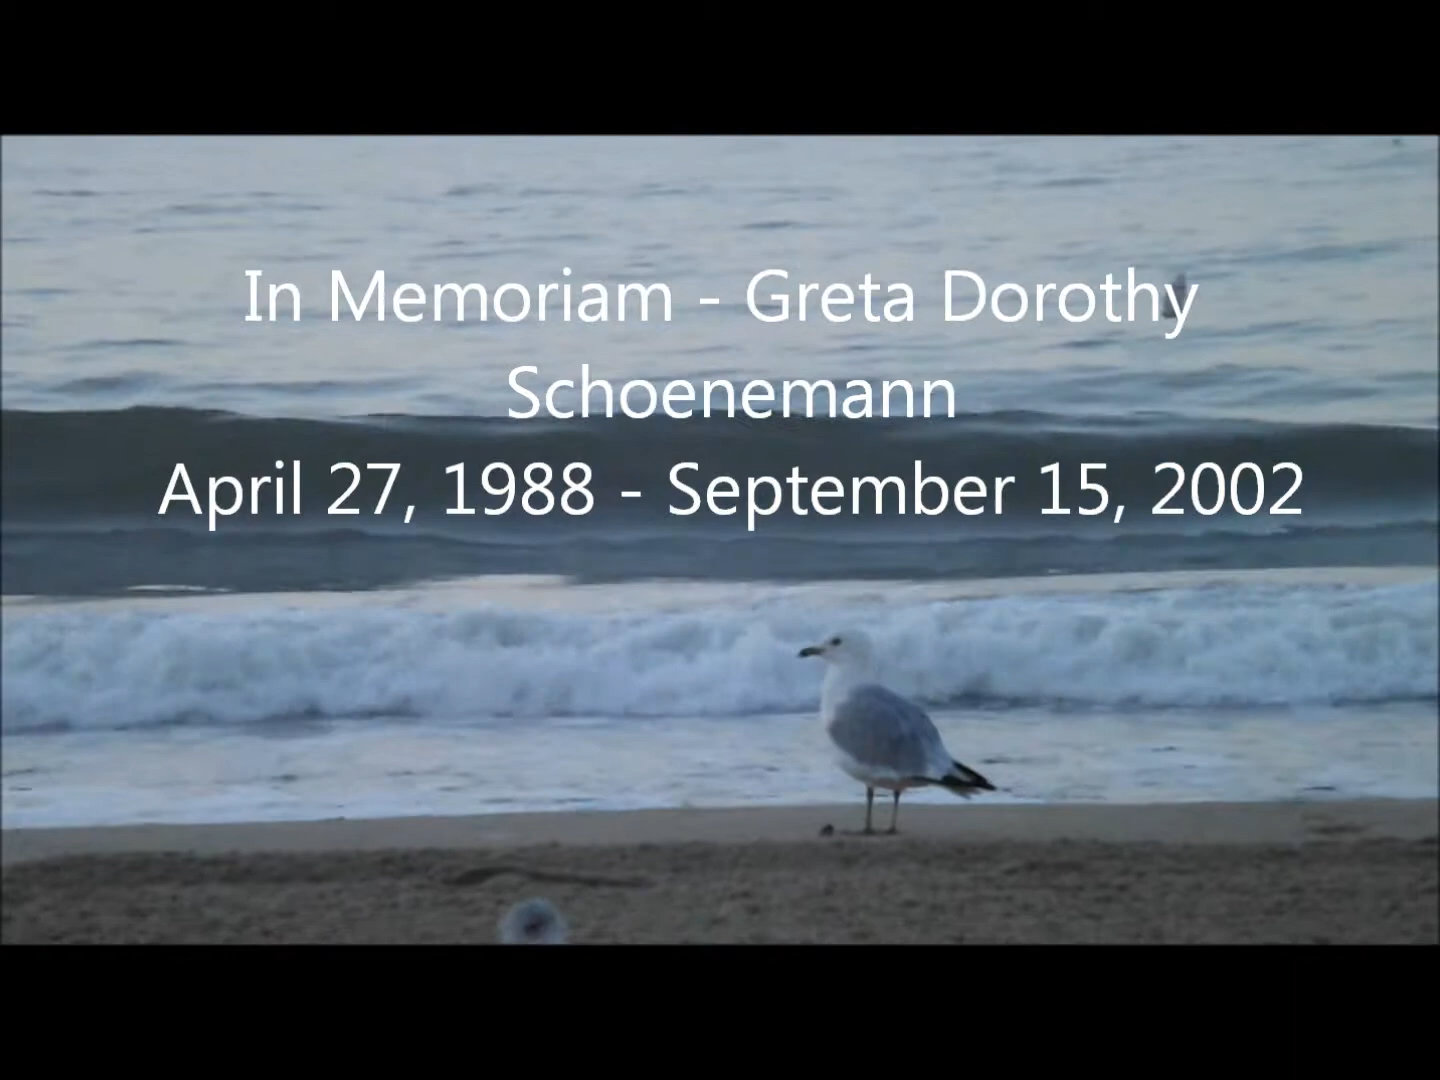 In Memoriam - Greta Dorothy
Schoenemann
April 27, 1988 - September 15, 2002